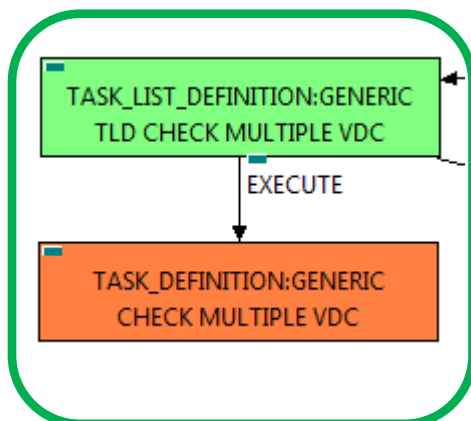 TASK_LIST_DEFINITION:GENERIC
TLD CHECK MULTIPLE VDC
EXECUTE
TASK_DEFINITION:GENERIC
CHECK MULTIPLE VDC